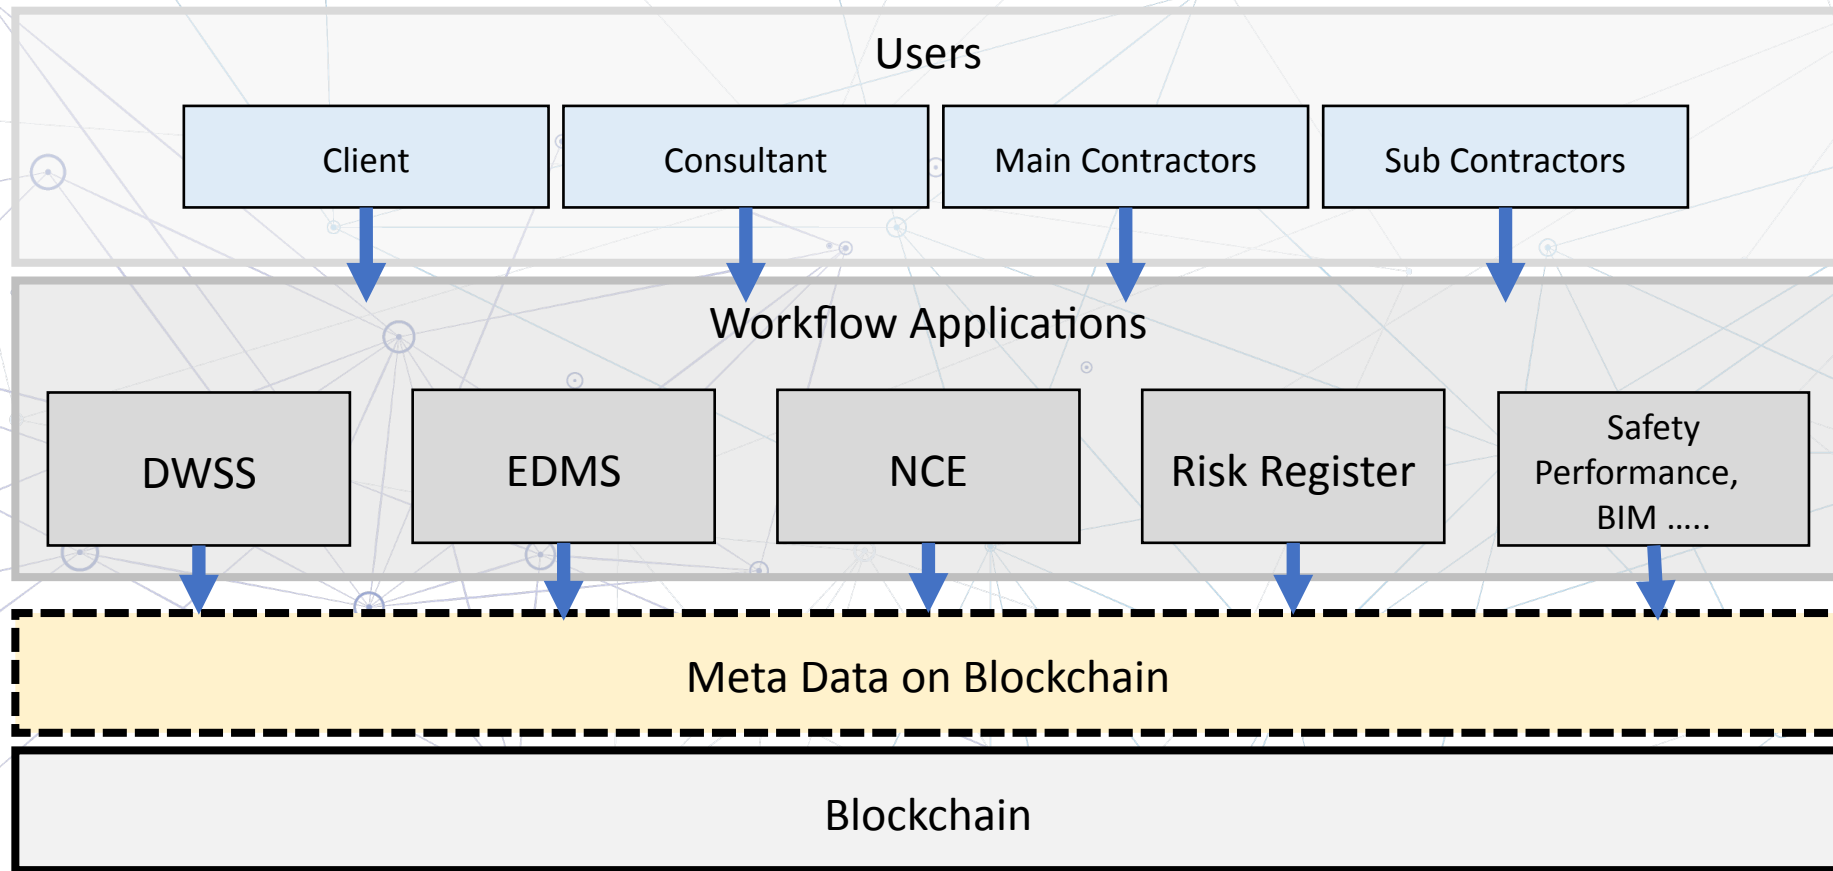 Users
Client
Consultant
Main Contractors
Sub Contractors
Workflow Applications
DWSS
EDMS
NCE
Risk Register
Safety
Performance,
BIM .....
Meta Data on Blockchain
Blockchain